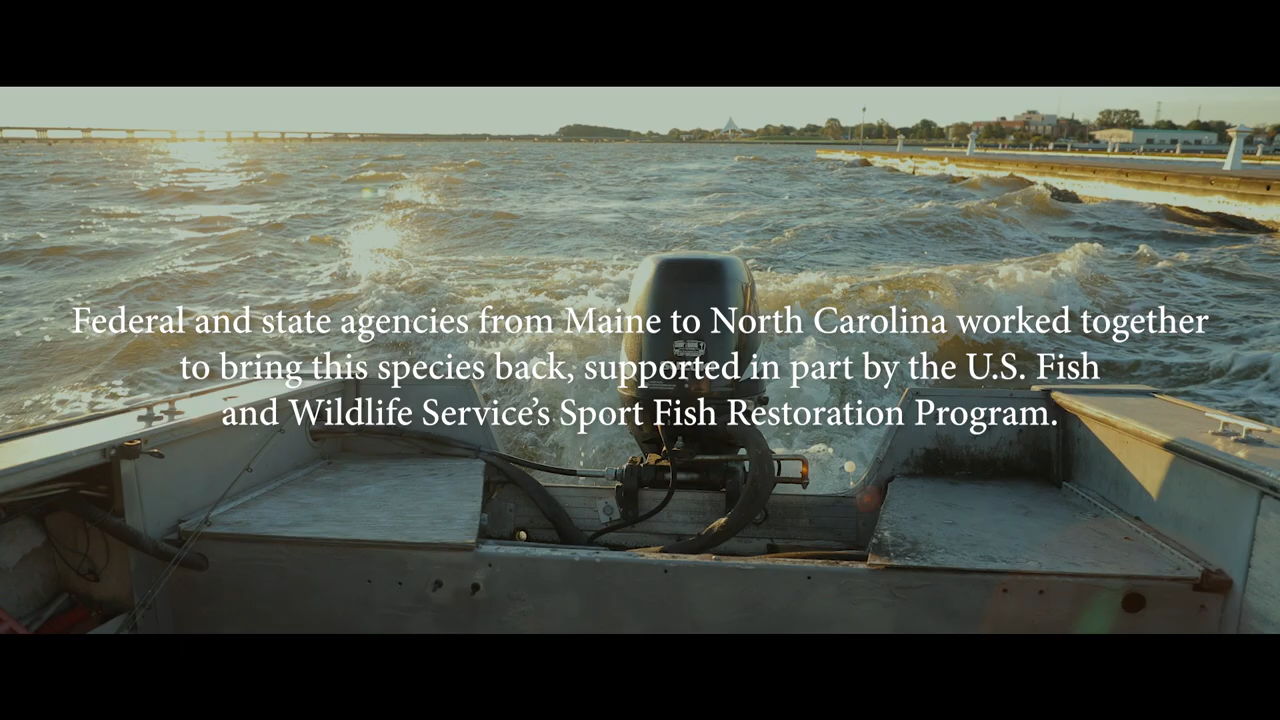 Federal and state agencies from Maine to North Carolina worked together
to bring this species back, supported in part by the U.S. Fish
and Wildlife Service’s Sport Fish Restoration Program.